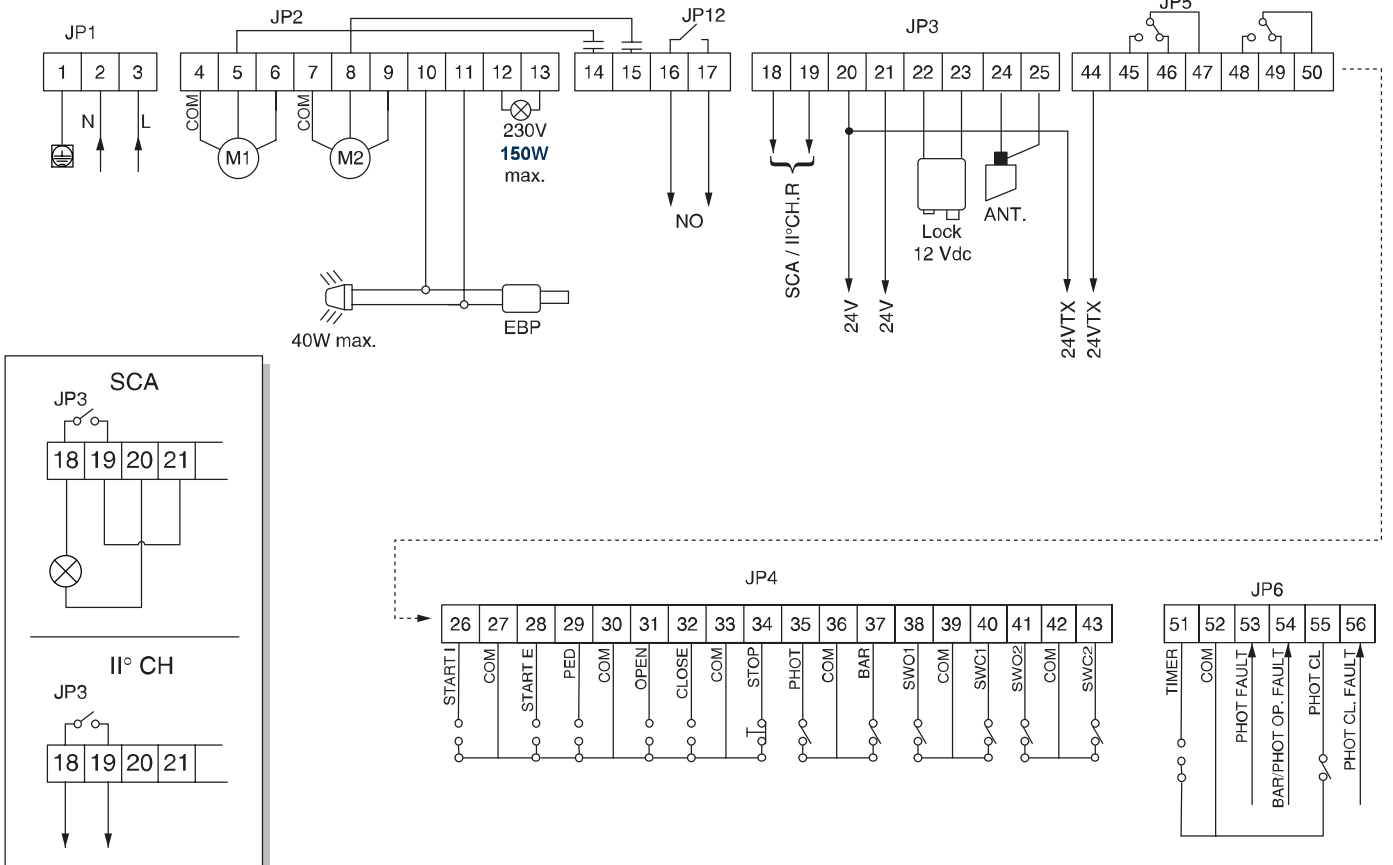 JP1
JP2
JP12
JP3
JP5
1 2 3
4 5 6 7 8 9 10 11 12 13
14 15 16 17
18 19 20 21 22 23 24 25
44 45 46 47 48 49 50
N
L
COM
COM
M1
M2
230V
150W
max.
NO
SCA / II°CH.R
24V
24V
Lock
12 Vdc
ANT.
24VTX
24VTX
40W max.
EBP
SCA
JP3
18 19 20 21
II° CH
JP3
18 19 20 21
JP4
26 27 28 29 30 31 32 33 34 35 36 37 38 39 40 41 42 43
START I
COM
START E
PED
COM
OPEN
CLOSE
COM
STOP
PHOT
COM
BAR
SWO1
COM
SWC1
SWO2
COM
SWC2
JP6
51 52 53 54 55 56
TIMER
COM
PHOT FAULT
BAR/PHOT OP. FAULT
PHOT CL
PHOT CL. FAULT